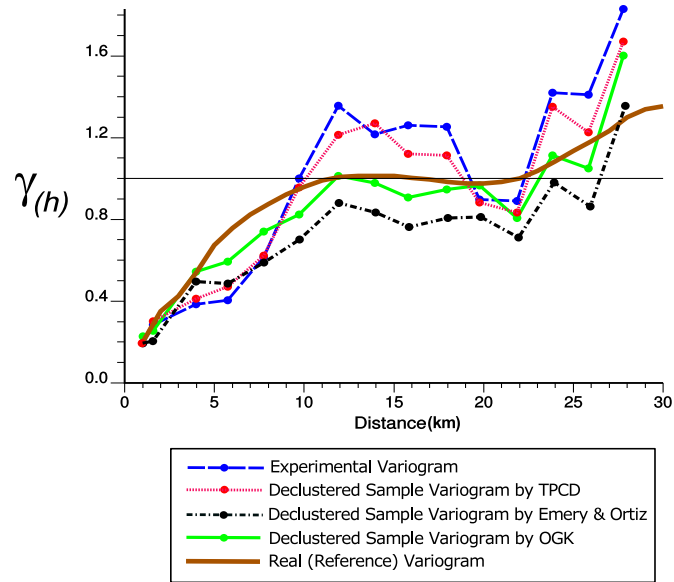 1.6
1.2
γ(h)
0.8
0.4
0.0
0 5 10 15 20 25 30
Distance(km)
Experimental Variogram
Declustered Sample Variogram by TPCD
Declustered Sample Variogram by Emery & Ortiz
Declustered Sample Variogram by OGK
Real (Reference) Variogram